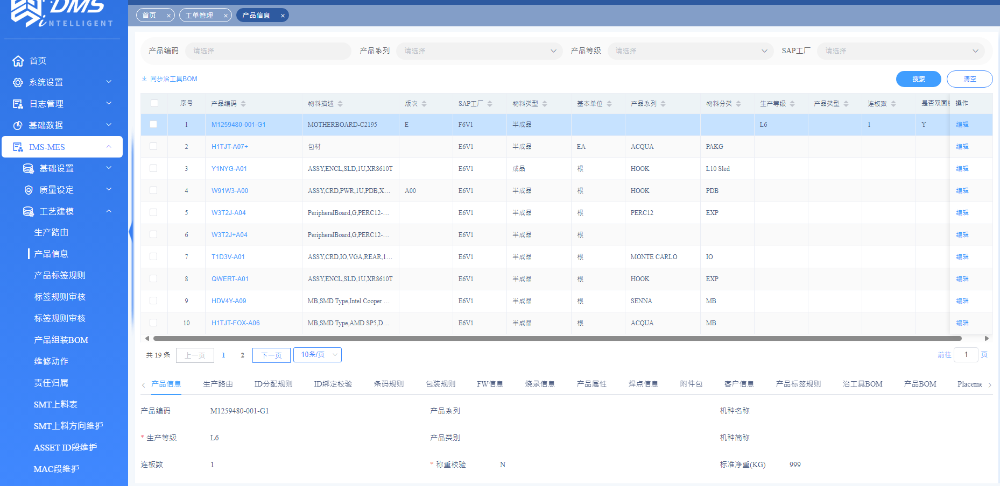 DMS
iNTELLIGENT
首页
系统设置
日志管理
基础数据
IMS-MES
基础设置
质量设定
工艺建模
生产路由
产品信息
产品标签规则
标签规则审核
标签规则审核
产品组装BOM
维修动作
责任归属
SMT上料表
SMT上料方向维护
ASSET ID段维护
MAC段维护
首页 × 工单管理 × 产品信息 ×
产品编码 请选择 产品系列 请选择 产品等级 请选择 SAP工厂 请选择
同步治工具BOM 搜索 清空
序号 产品编码 物料描述 版次 SAP工厂 物料类型 基本单位 产品系列 物料分类 生产等级 产品类型 连板数 是否双面板 操作
1 M1259480-001-G1 MOTHERBOARD-C2195 E F6V1 半成品 L6 1 Y 编辑
2 H1TJT-A07+ 包材 E6V1 半成品 EA ACQUA PAKG 编辑
3 Y1NYG-A01 ASSY,ENCL,SLD,1U,XR8610T E6V1 成品 根 HOOK L10 Sled 编辑
4 W91W3-A00 ASSY,CRD,PWR,1U,PDB,X... A00 E6V1 半成品 根 HOOK PDB 编辑
5 W3T2J-A04 PeripheralBoard,G,PERC12-... E6V1 半成品 根 PERC12 EXP 编辑
6 W3T2J+A04 PeripheralBoard,G,PERC12-... E6V1 半成品 根 编辑
7 T1D3V-A01 ASSY,CRD,IO,VGA,REAR,1... E6V1 半成品 根 MONTE CARLO IO 编辑
8 QWERT-A01 ASSY,ENCL,SLD,1U,XR8610T E6V1 半成品 根 HOOK EXP 编辑
9 HDV4Y-A09 MB,SMD Type,Intel Cooper ... E6V1 半成品 根 SENNA MB 编辑
10 H1TJT-FOX-A06 MB,SMD Type,AMD SP5,D... E6V1 半成品 根 ACQUA MB 编辑
共 19 条 上一页 1 2 下一页 10条/页 前往 1 页
产品信息 生产路由 ID分配规则 ID绑定校验 条码规则 包装规则 FW信息 烧录信息 产品属性 焊点信息 附件包 客户信息 产品标签规则 治工具BOM 产品BOM Placeme
产品编码 M1259480-001-G1 产品系列 机种名称
* 生产等级 L6 产品类别 机种简称
连板数 1 * 称重校验 N 标准净重(KG) 999